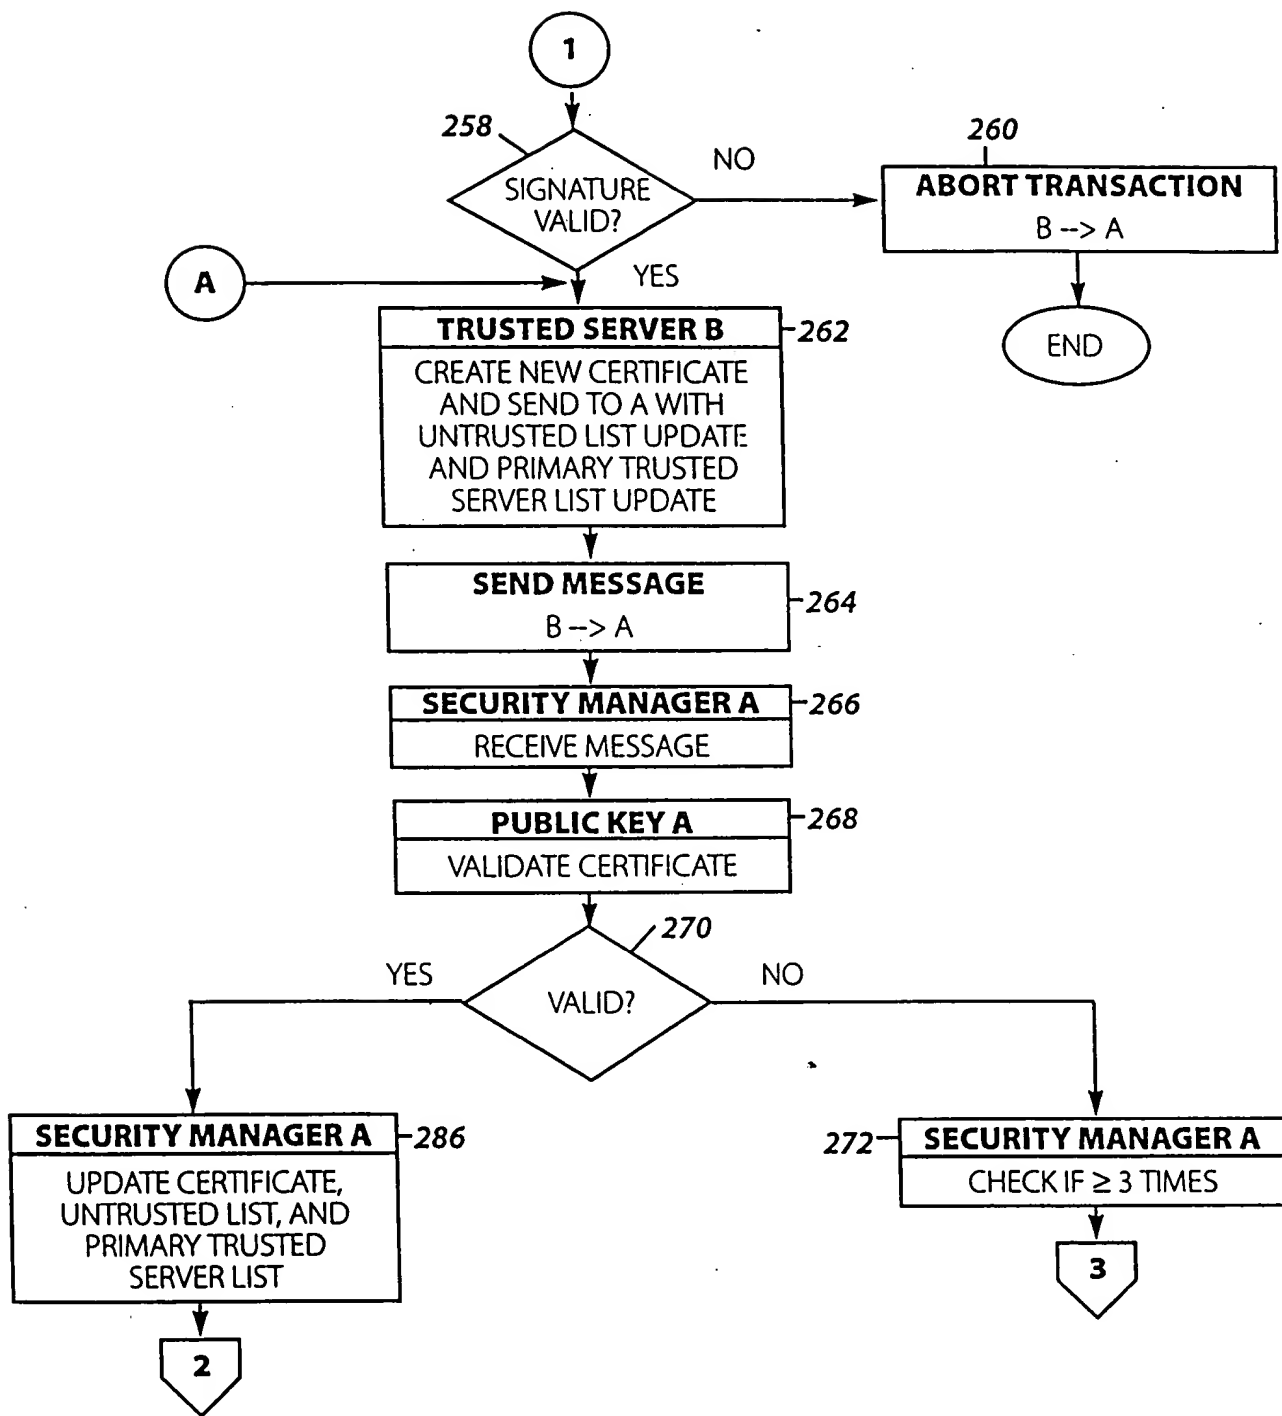 1
258
SIGNATURE
VALID?
NO
260
ABORT TRANSACTION
B --> A
END
A
YES
TRUSTED SERVER B
262
CREATE NEW CERTIFICATE
AND SEND TO A WITH
UNTRUSTED LIST UPDATE
AND PRIMARY TRUSTED
SERVER LIST UPDATE
SEND MESSAGE
264
B --> A
SECURITY MANAGER A
266
RECEIVE MESSAGE
PUBLIC KEY A
268
VALIDATE CERTIFICATE
270
YES
VALID?
NO
SECURITY MANAGER A
286
UPDATE CERTIFICATE,
UNTRUSTED LIST, AND
PRIMARY TRUSTED
SERVER LIST
2
272
SECURITY MANAGER A
CHECK IF ≥ 3 TIMES
3